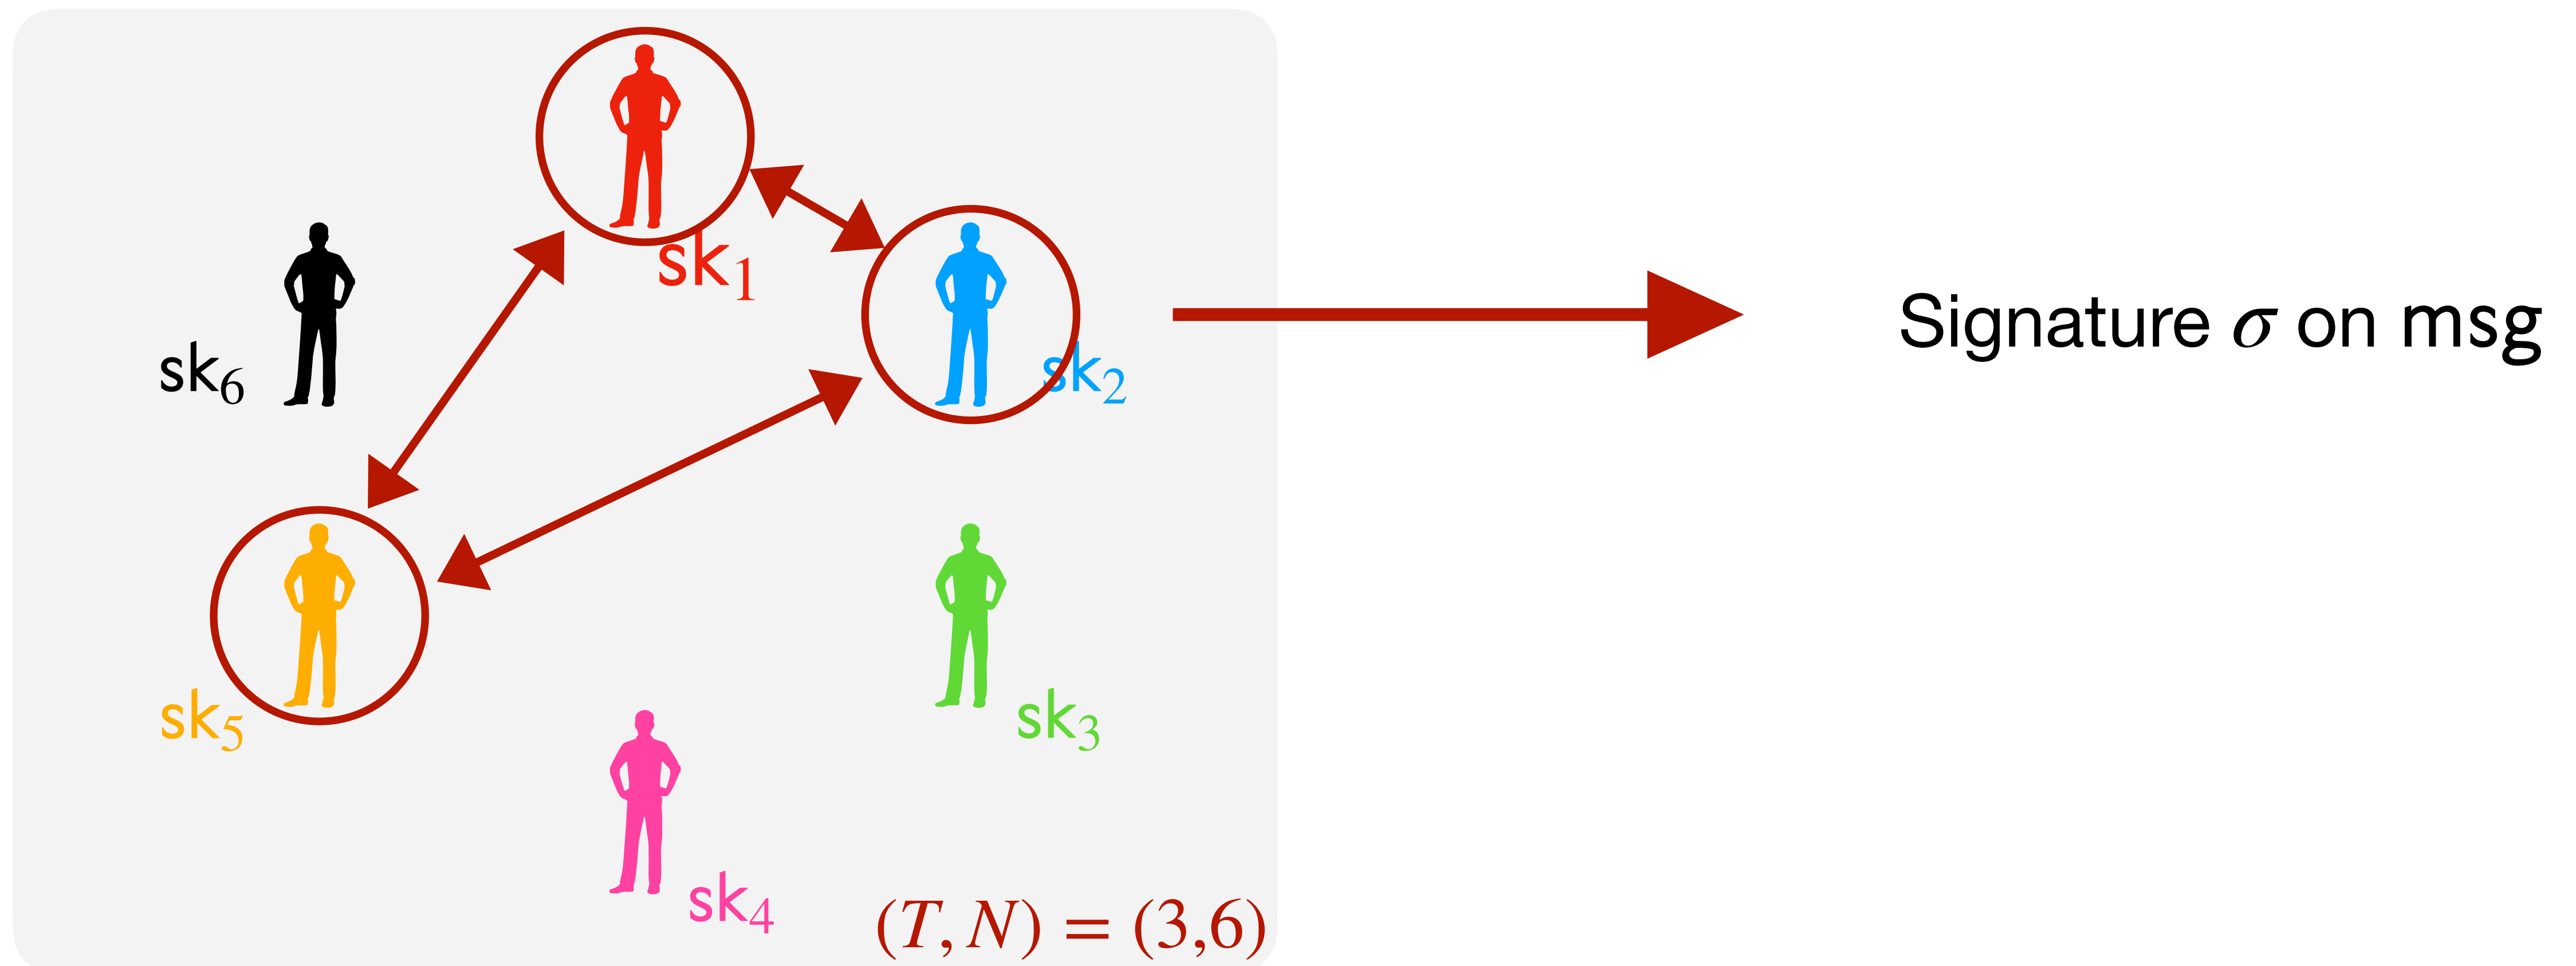 sk₁
sk₆
sk₂
Signature σ on msg
sk₅
sk₃
sk₄
(T, N) = (3,6)